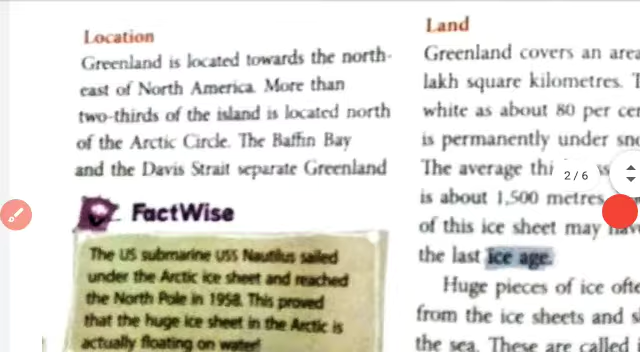 Location
Greenland is located towards the north-
east of North America. More than
two-thirds of the island is located north
of the Arctic Circle. The Baffin Bay
and the Davis Strait separate Greenland
FactWise
The US submarine USS Nautilus sailed
under the Arctic ice sheet and reached
the North Pole in 1958. This proved
that the huge ice sheet in the Arctic is
actually floating on water!
Land
Greenland covers an area
lakh square kilometres.
white as about 80 per
is permanently under
The average
is about 1,500 metres
of this ice sheet may
the last ice age.
Huge pieces of ice
from the ice sheets and
the sea. These are called
2/6